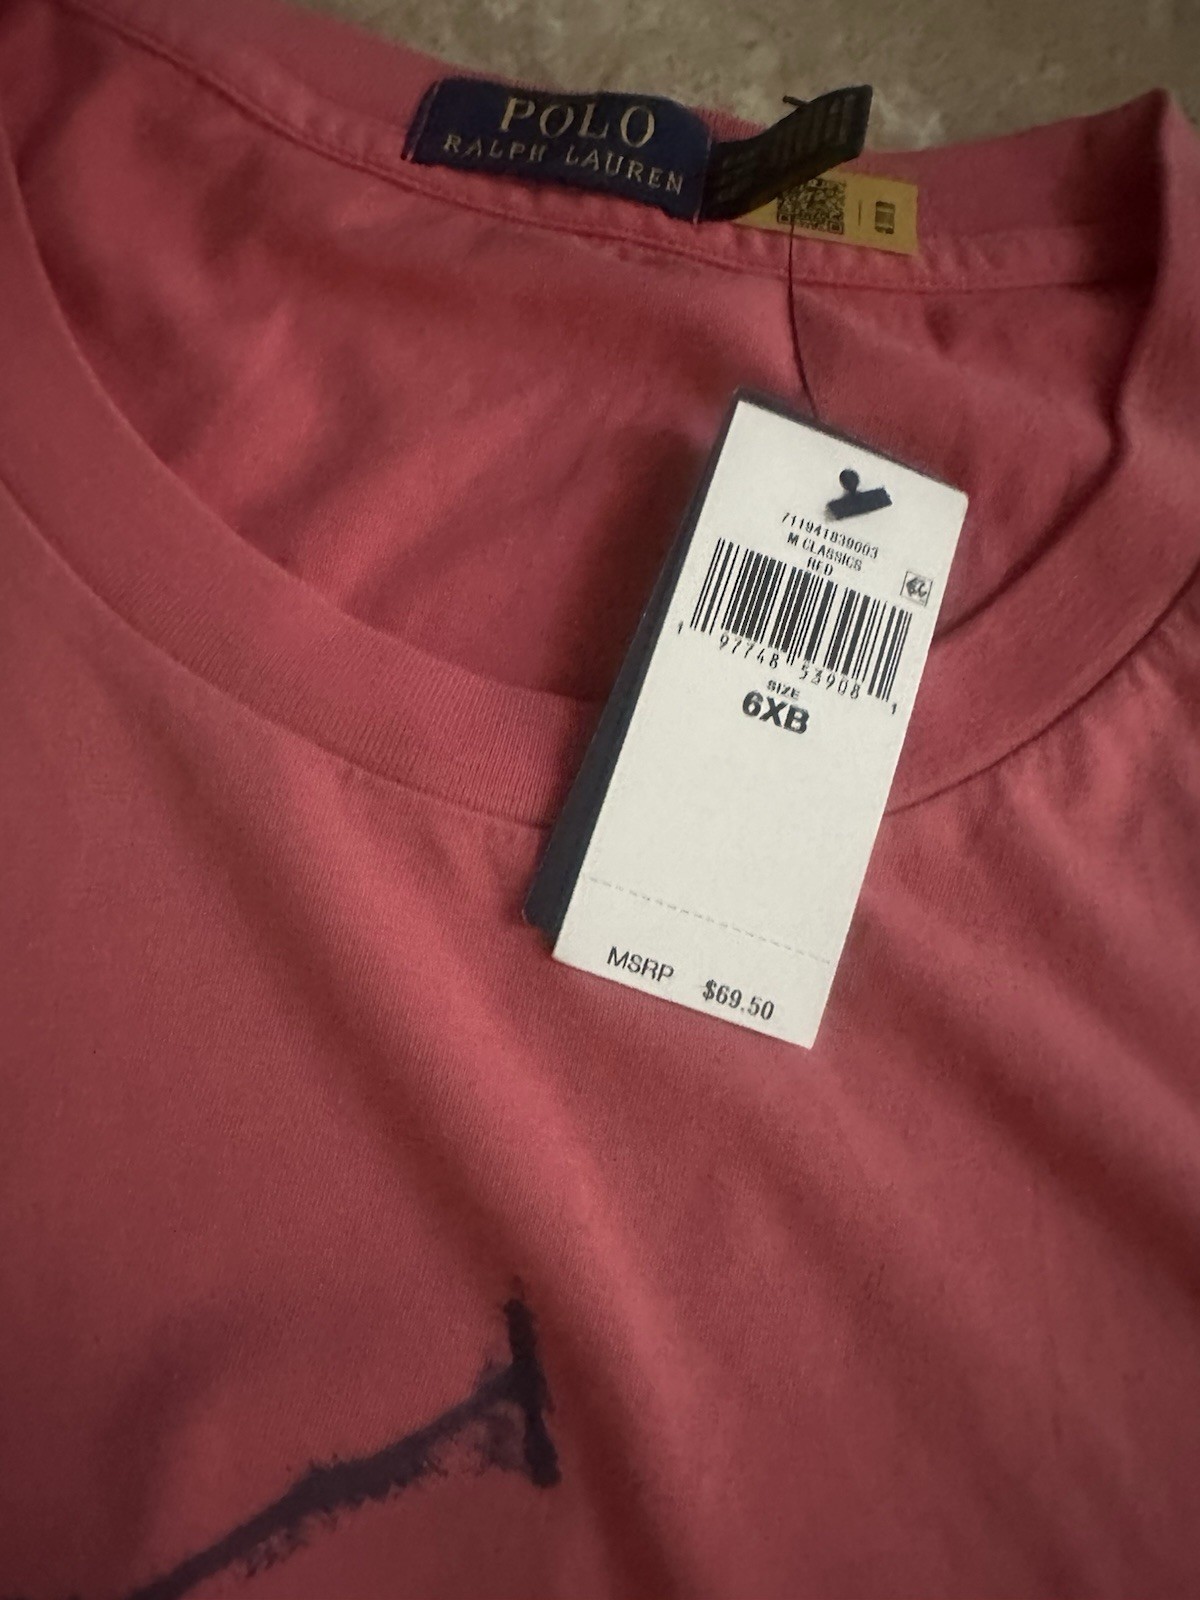 POLO
RALPH LAUREN
711941839003
M CLASSICS
RED
1 97748 53908 1
SIZE
6XB
MSRP $69.50